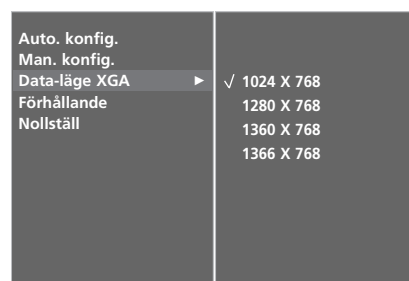 Auto. konfig.
Man. konfig.
Data-läge XGA
Förhållande
Nollställ
1024 X 768
1280 X 768
1360 X 768
1366 X 768